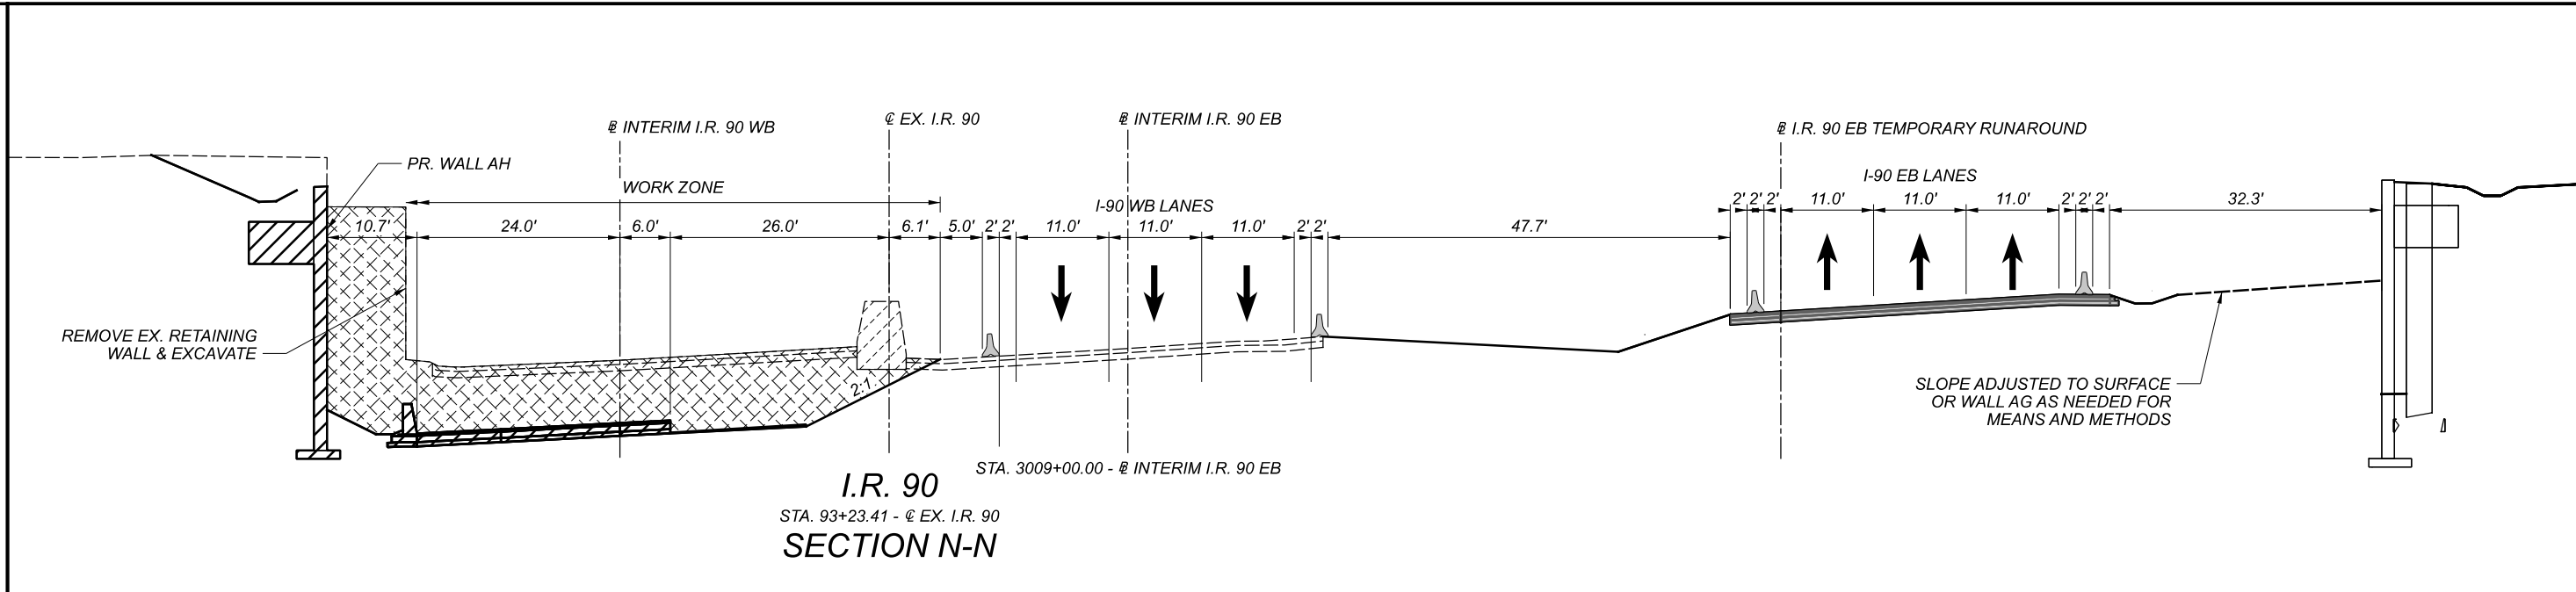 ℄ EX. I.R. 90
B INTERIM I.R. 90 EB
B INTERIM I.R. 90 WB
B I.R. 90 EB TEMPORARY RUNAROUND
PR. WALL AH
I-90 EB LANES
WORK ZONE
I-90 WB LANES
2' 2' 2' 11.0' 11.0' 11.0' 2' 2' 2' 32.3'
10.7' 24.0' 6.0' 26.0' 6.1' 5.0' 2' 2' 11.0' 11.0' 11.0' 2' 2' 47.7'
REMOVE EX. RETAINING
WALL & EXCAVATE
2:1
SLOPE ADJUSTED TO SURFACE
OR WALL AG AS NEEDED FOR
MEANS AND METHODS
STA. 3009+00.00 - B INTERIM I.R. 90 EB
I.R. 90
STA. 93+23.41 - ℄ EX. I.R. 90
SECTION N-N